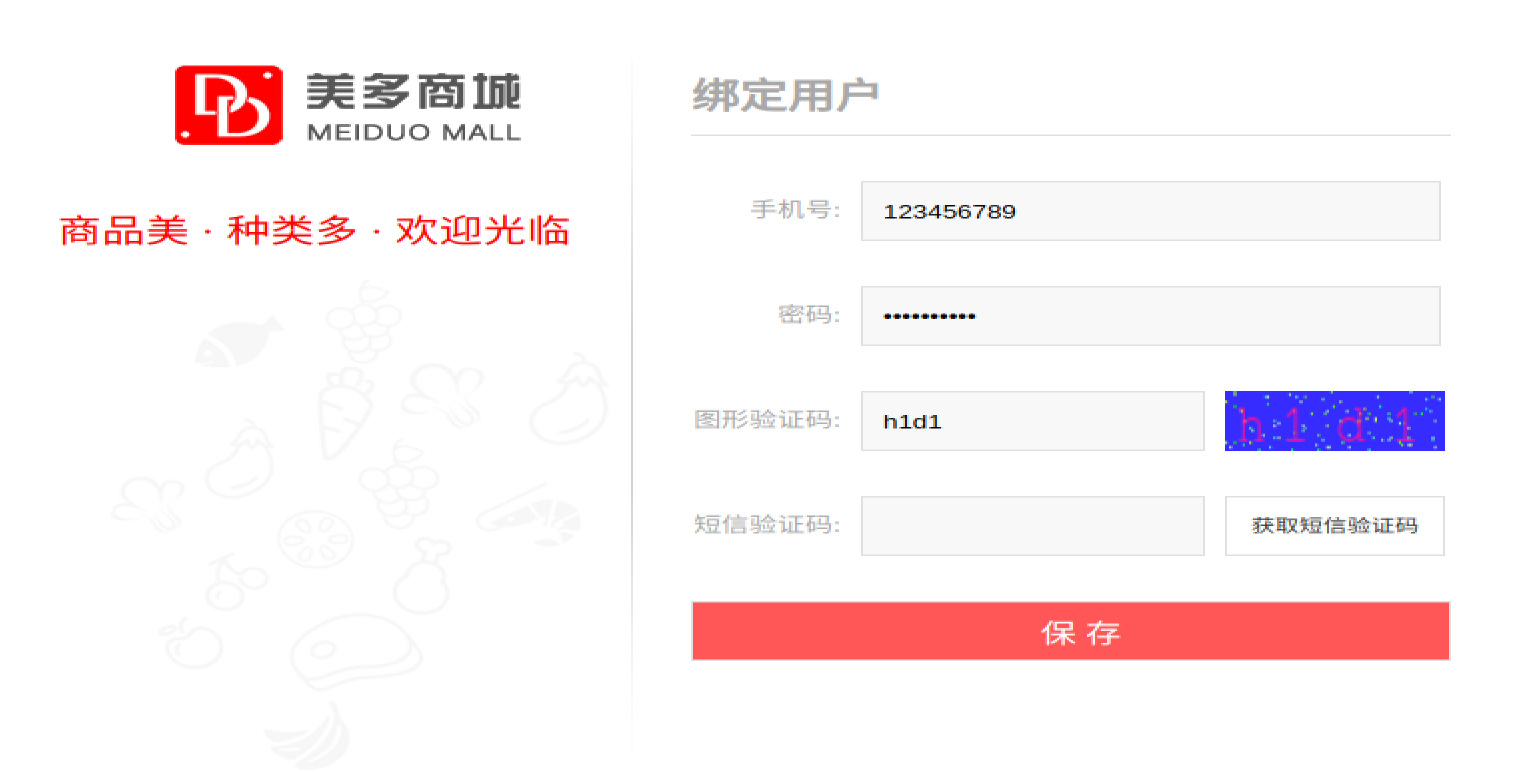 美多商城
MEIDUO MALL
商品美 · 种类多 · 欢迎光临
绑定用户
手机号: 123456789
密码: ••••••••••
图形验证码: h1d1 h1d1
短信验证码: 获取短信验证码
保 存